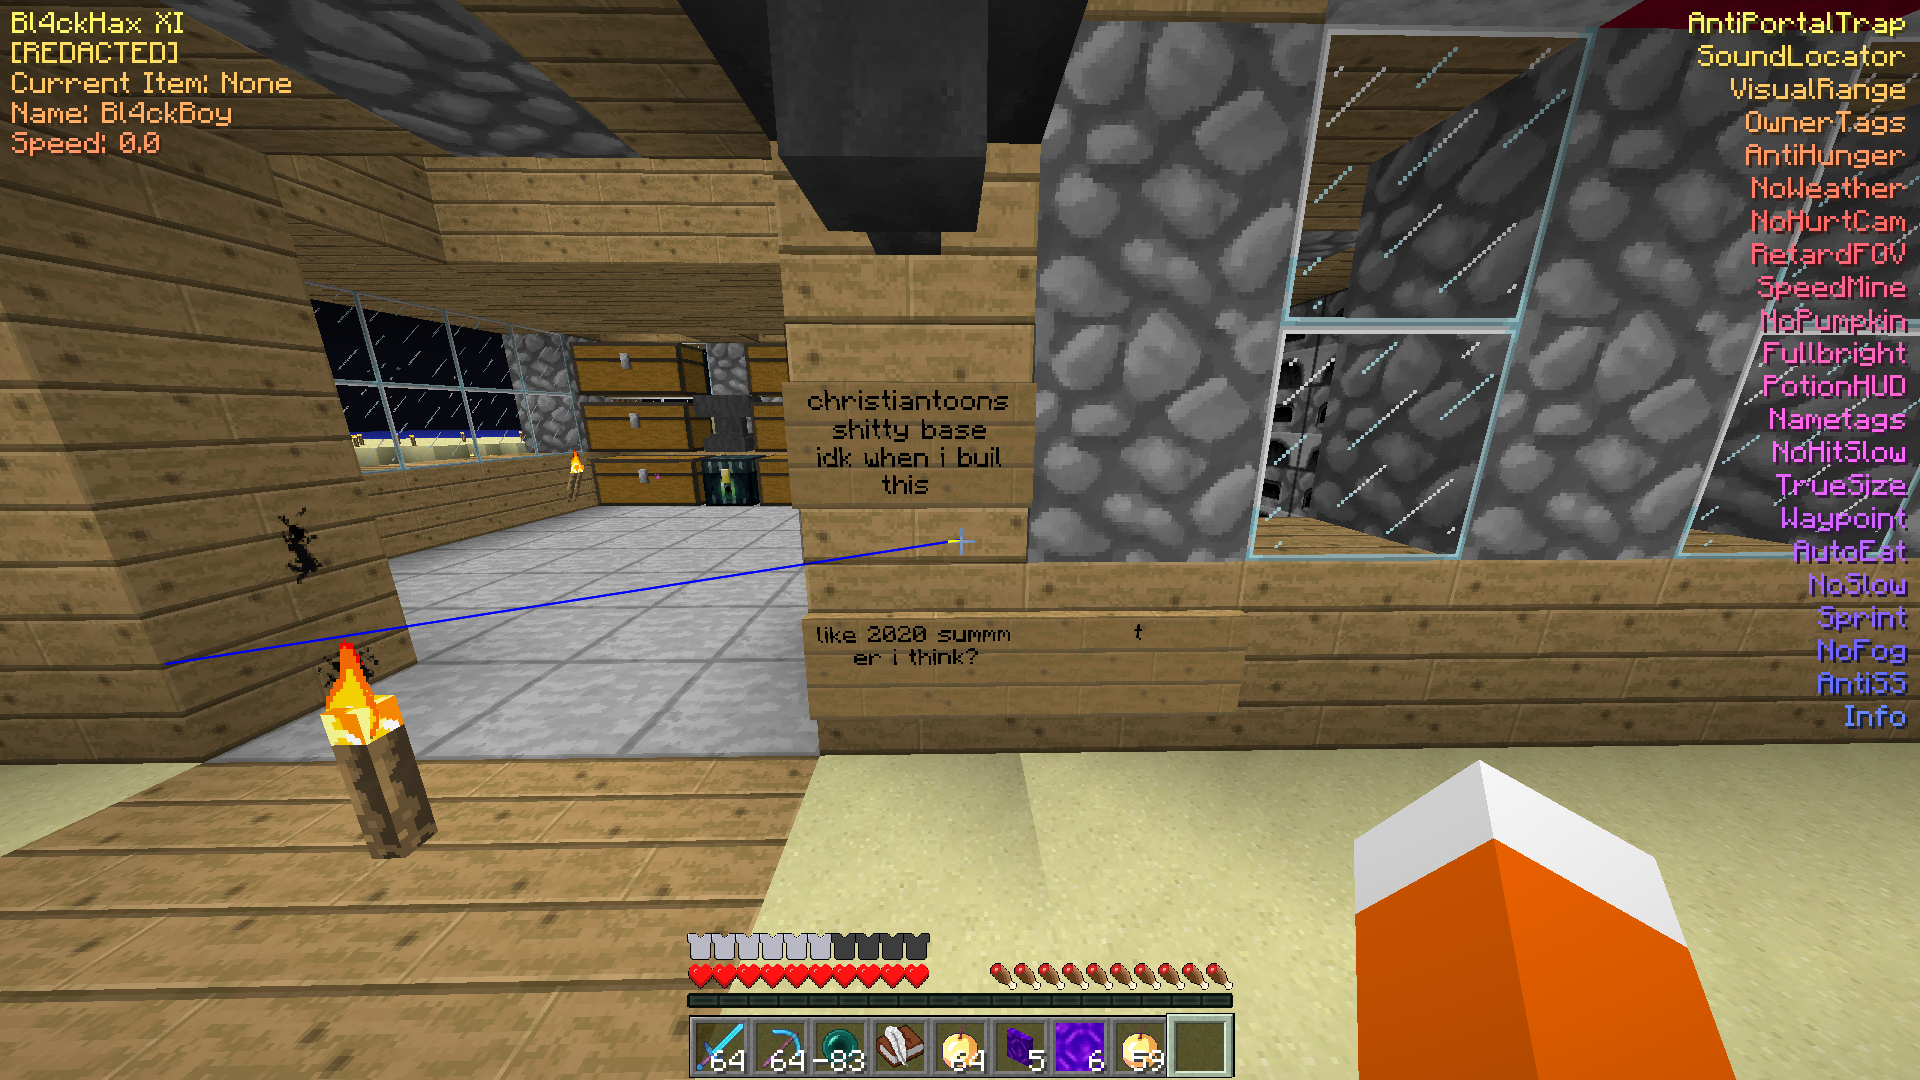 Bl4ckHax XI
[REDACTED]
Current Item: None
Name: Bl4ckBoy
Speed: 0,0
AntiPortalTrap
SoundLocator
VisualRange
OwnerTags
AntiHunger
NoWeather
NoHurtCam
RetardFOV
SpeedMine
NoPumpkin
Fullbright
PotionHUD
Nametags
NoHitSlow
TrueSize
Waypoint
AutoEat
NoSlow
Sprint
NoFog
AntiSS
Info
christiantoons
shitty base
idk when i buil
this
like 2020 summm
er i think?
t
64
64
-83
64
5
6
59